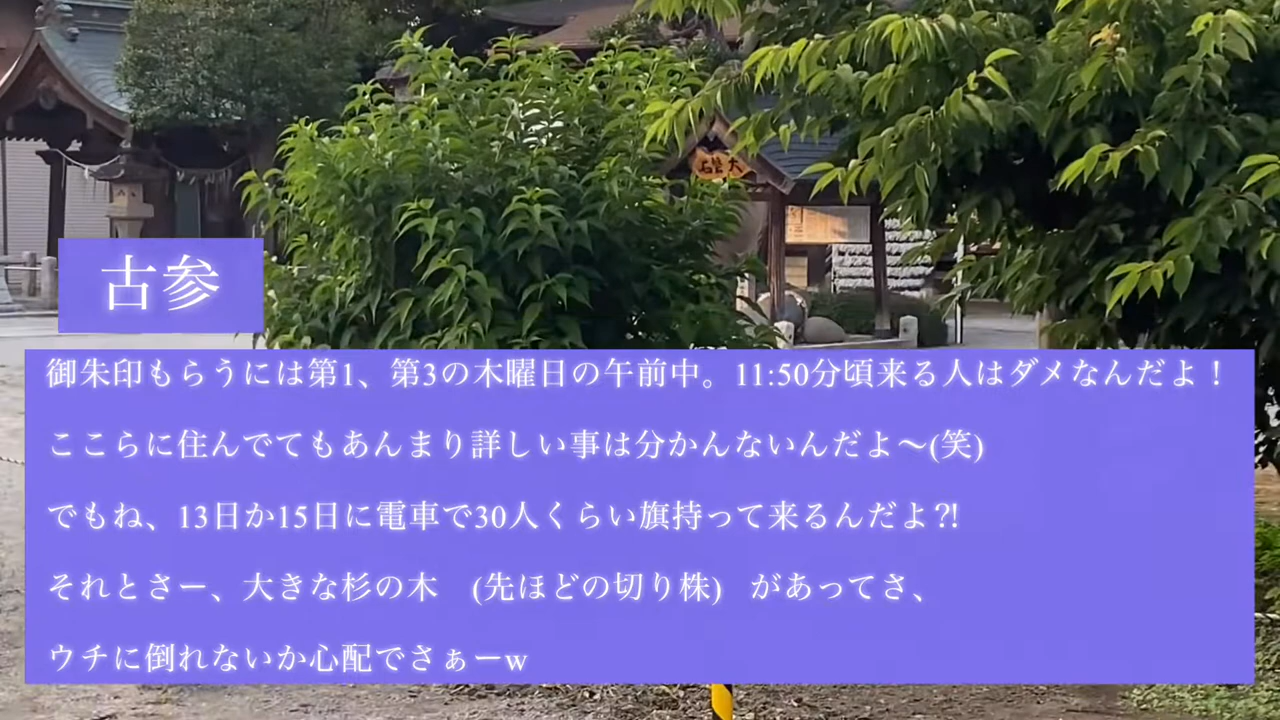 大雷石
古参
御朱印もらうには第1、第3の木曜日の午前中。11:50分頃来る人はダメなんだよ！
ここらに住んでてもあんまり詳しい事は分かんないんだよ〜(笑)
でもね、13日か15日に電車で30人くらい旗持って来るんだよ⁈
それとさー、大きな杉の木　(先ほどの切り株)　があってさ、
ウチに倒れないか心配でさぁーw